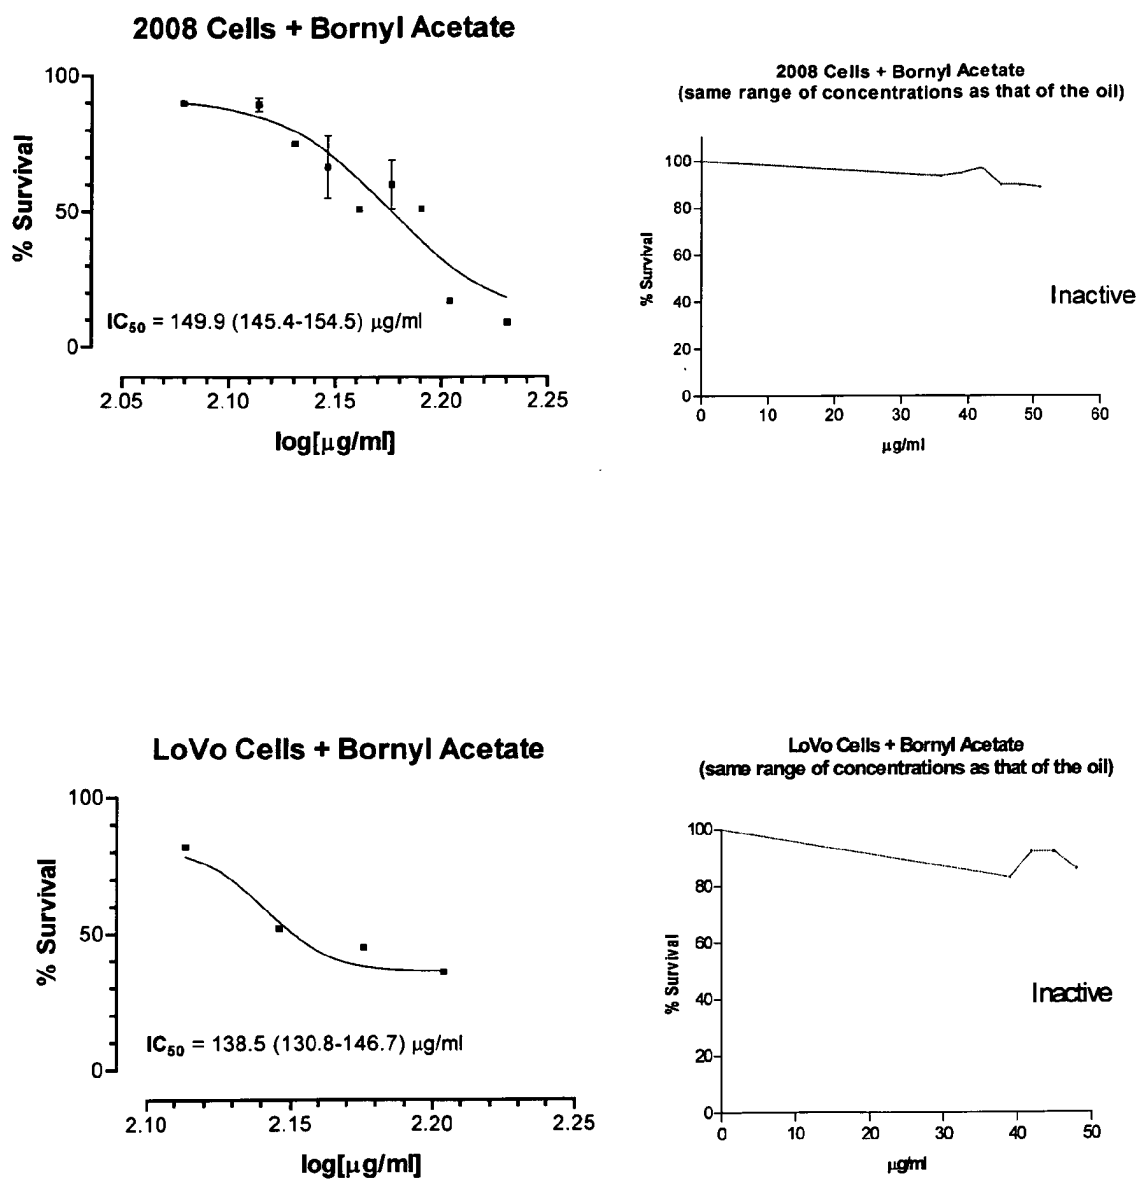 2008 Cells + Bornyl Acetate
100
50
0
% Survival
IC50 = 149.9 (145.4-154.5) μg/ml
2.05 2.10 2.15 2.20 2.25
log[μg/ml]
2008 Cells + Bornyl Acetate
(same range of concentrations as that of the oil)
100
80
60
40
20
0
% Survival
Inactive
0 10 20 30 40 50 60
μg/ml
LoVo Cells + Bornyl Acetate
100
50
0
% Survival
IC50 = 138.5 (130.8-146.7) μg/ml
2.10 2.15 2.20 2.25
log[μg/ml]
LoVo Cells + Bornyl Acetate
(same range of concentrations as that of the oil)
100
80
60
40
20
0
% Survival
Inactive
0 10 20 30 40 50
μg/ml